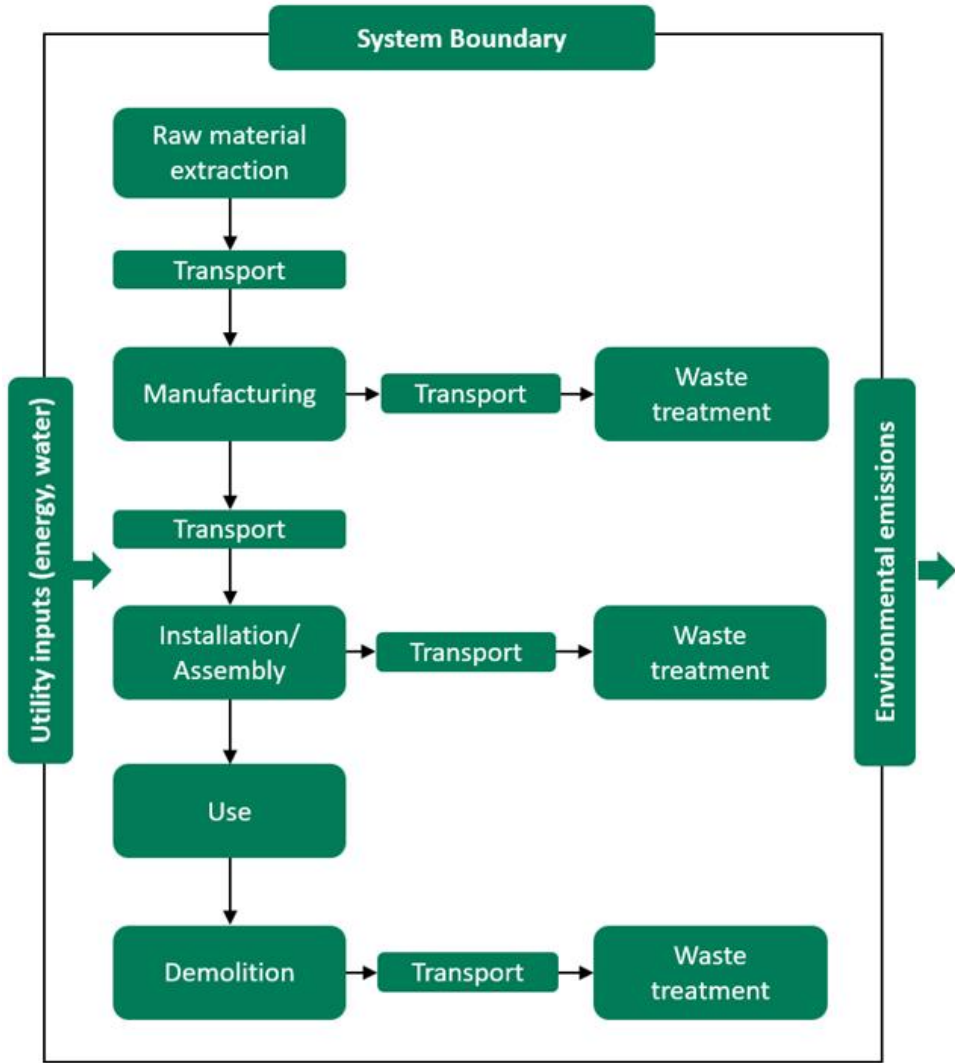 System Boundary
Raw material
extraction
Transport
Manufacturing
Transport
Waste
treatment
Transport
Utility inputs (energy, water)
Environmental emissions
Installation/
Assembly
Transport
Waste
treatment
Use
Demolition
Transport
Waste
treatment